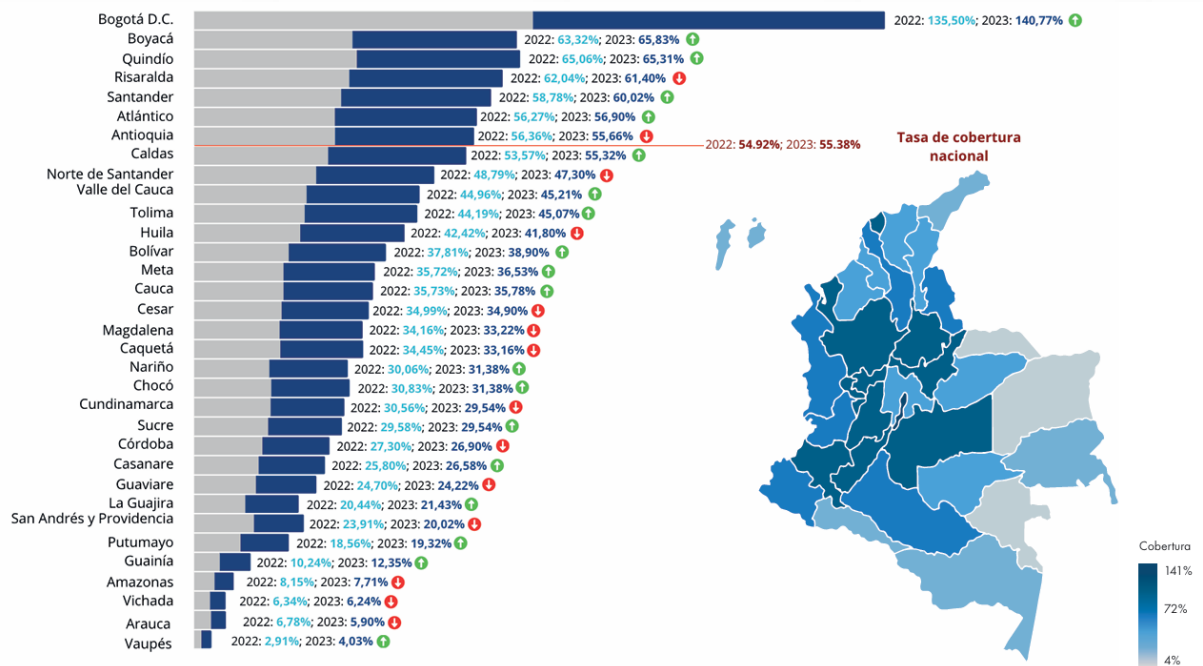 Bogotá D.C. 2022: 135,50%; 2023: 140,77%
Boyacá 2022: 63,32%; 2023: 65,83%
Quindío 2022: 65,06%; 2023: 65,31%
Risaralda 2022: 62,04%; 2023: 61,40%
Santander 2022: 58,78%; 2023: 60,02%
Atlántico 2022: 56,27%; 2023: 56,90%
Antioquia 2022: 56,36%; 2023: 55,66%
2022: 54.92%; 2023: 55.38%
Tasa de cobertura
nacional
Caldas 2022: 53,57%; 2023: 55,32%
Norte de Santander 2022: 48,79%; 2023: 47,30%
Valle del Cauca 2022: 44,96%; 2023: 45,21%
Tolima 2022: 44,19%; 2023: 45,07%
Huila 2022: 42,42%; 2023: 41,80%
Bolívar 2022: 37,81%; 2023: 38,90%
Meta 2022: 35,72%; 2023: 36,53%
Cauca 2022: 35,73%; 2023: 35,78%
Cesar 2022: 34,99%; 2023: 34,90%
Magdalena 2022: 34,16%; 2023: 33,22%
Caquetá 2022: 34,45%; 2023: 33,16%
Nariño 2022: 30,06%; 2023: 31,38%
Chocó 2022: 30,83%; 2023: 31,38%
Cundinamarca 2022: 30,56%; 2023: 29,54%
Sucre 2022: 29,58%; 2023: 29,54%
Córdoba 2022: 27,30%; 2023: 26,90%
Casanare 2022: 25,80%; 2023: 26,58%
Guaviare 2022: 24,70%; 2023: 24,22%
La Guajira 2022: 20,44%; 2023: 21,43%
San Andrés y Providencia 2022: 23,91%; 2023: 20,02%
Putumayo 2022: 18,56%; 2023: 19,32%
Guainía 2022: 10,24%; 2023: 12,35%
Amazonas 2022: 8,15%; 2023: 7,71%
Vichada 2022: 6,34%; 2023: 6,24%
Arauca 2022: 6,78%; 2023: 5,90%
Vaupés 2022: 2,91%; 2023: 4,03%
Cobertura
141%
72%
4%